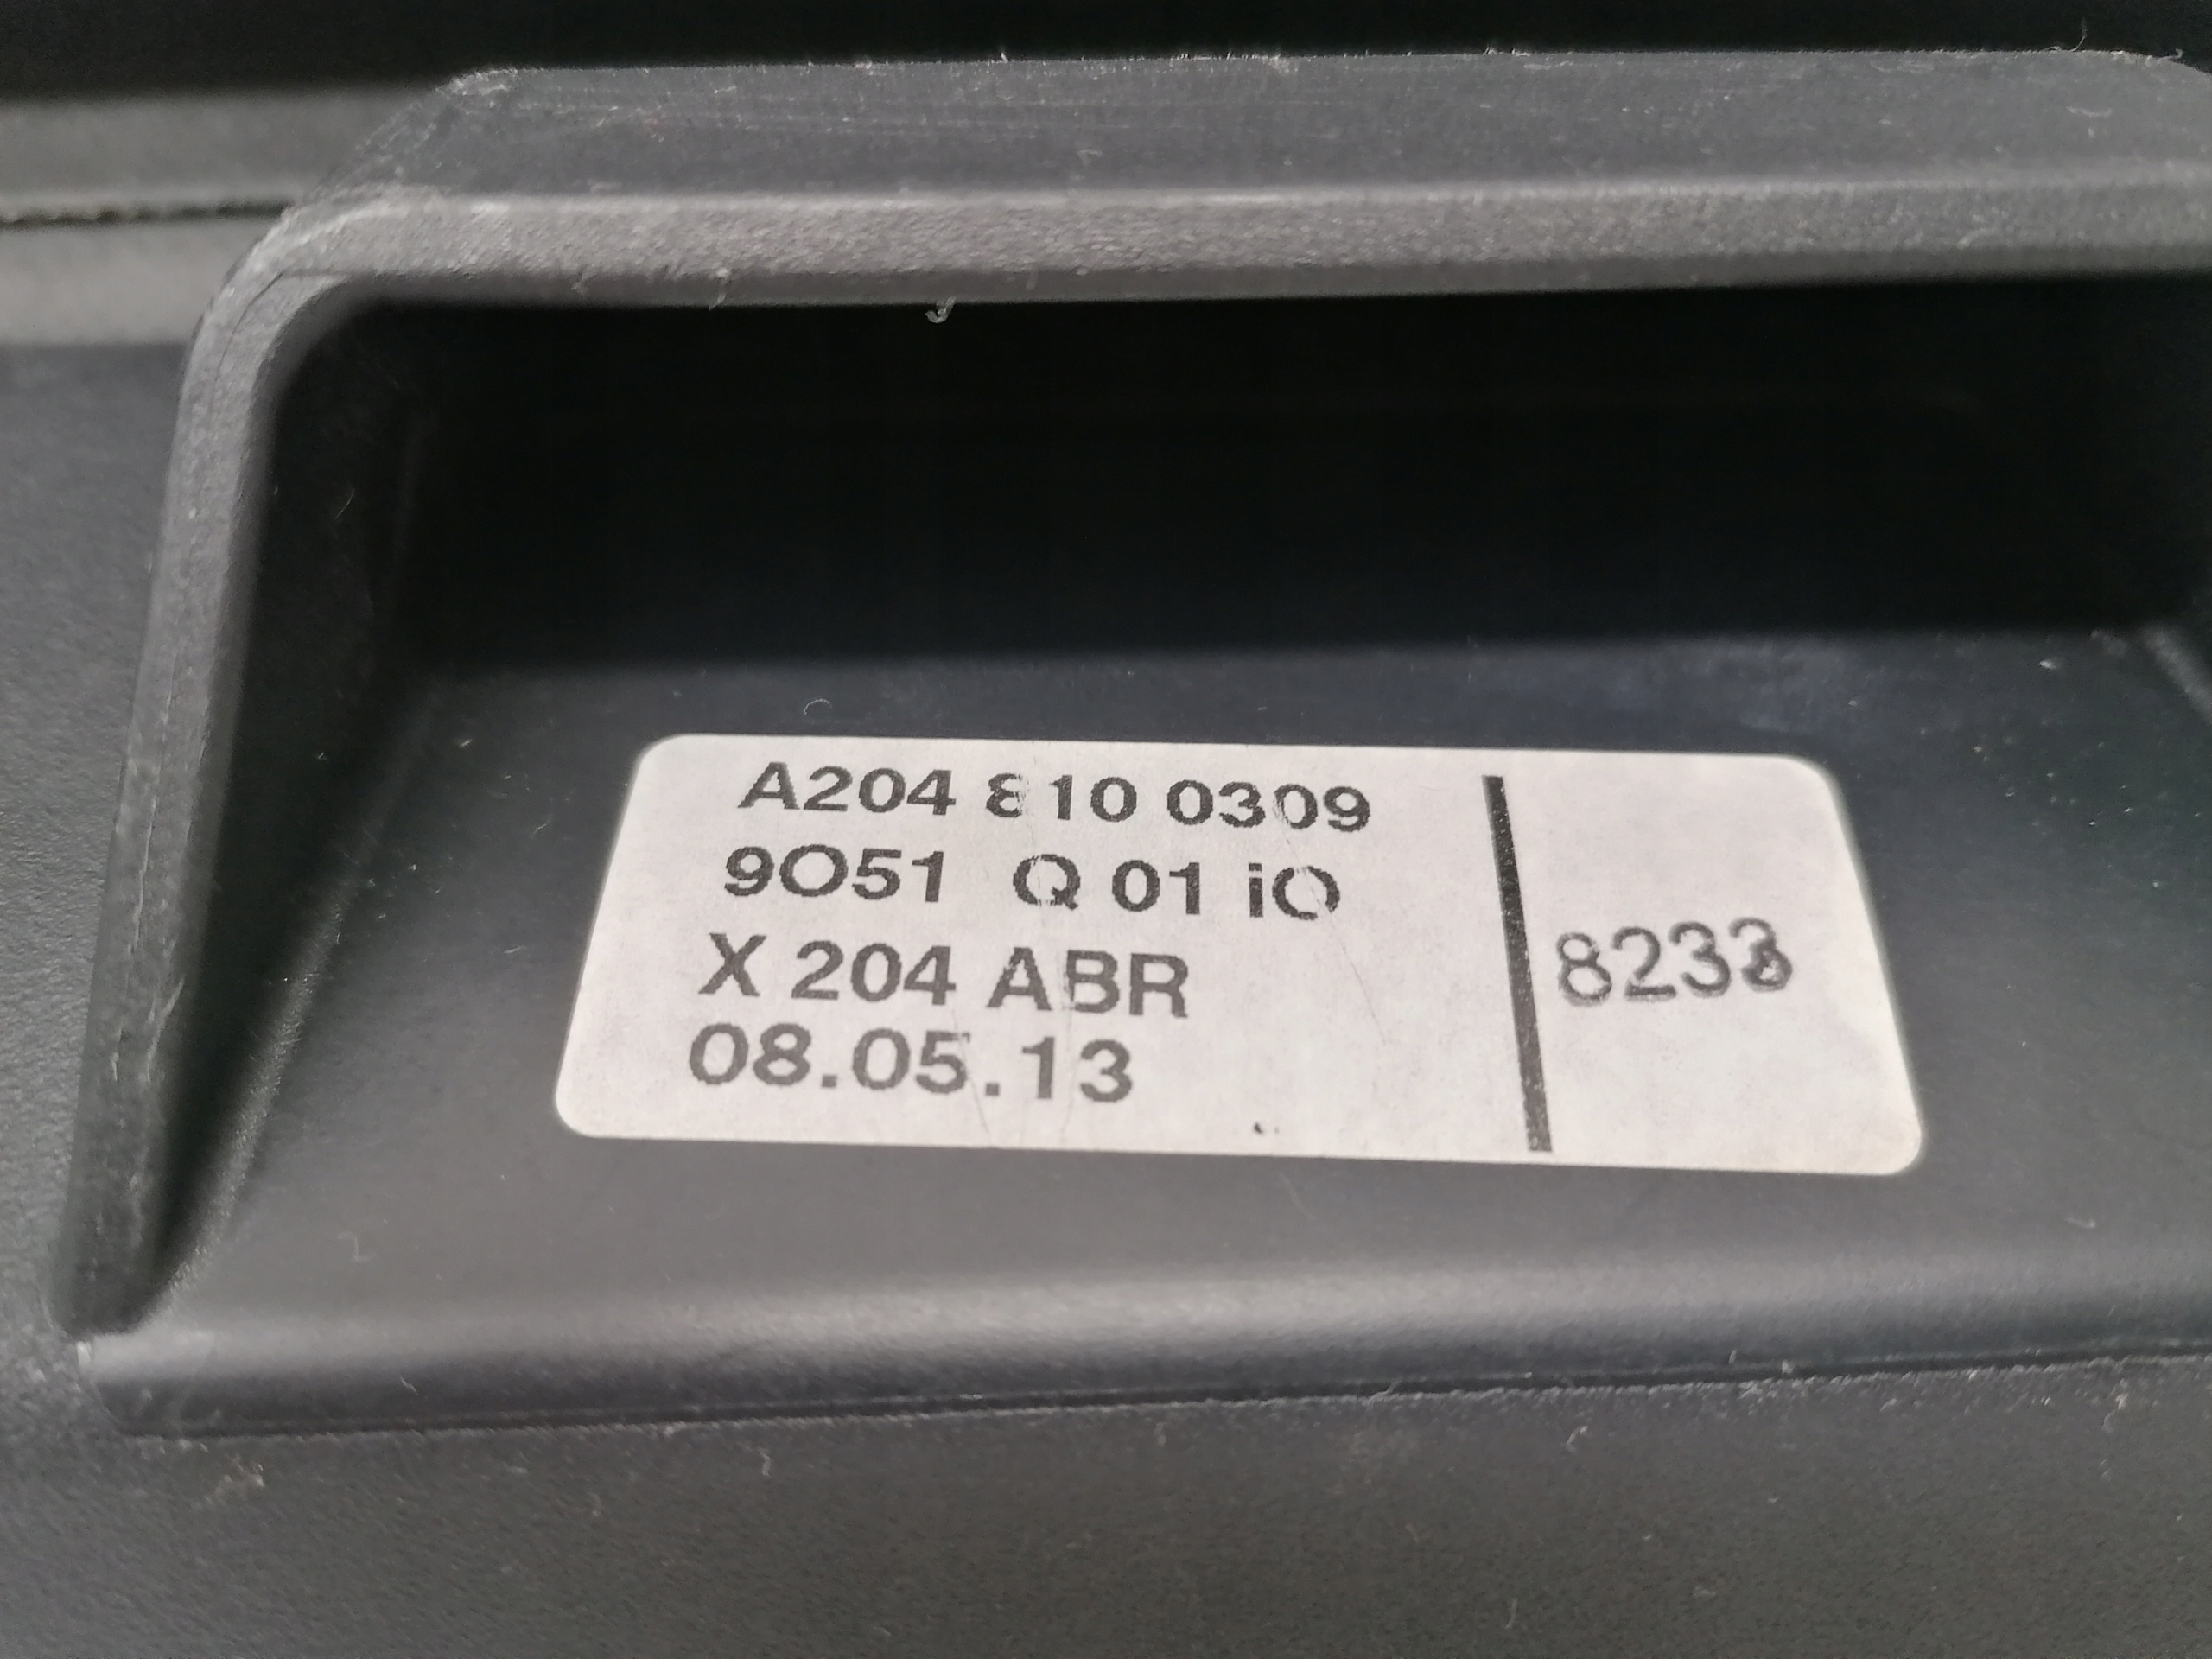 A204 810 0309
9O51 Q 01 iO
X 204 ABR
08.05.13
8233